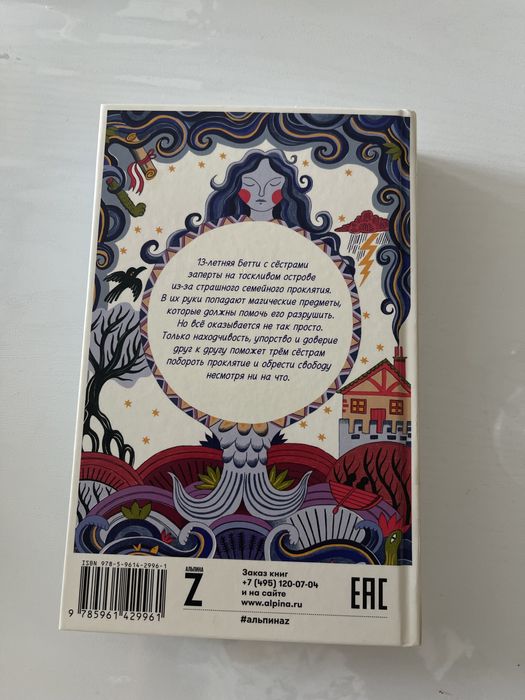 13-летняя Бетти с сёстрами
заперты на тоскливом острове
из-за страшного семейного проклятия.
В их руки попадают магические предметы,
которые должны помочь его разрушить.
Но всё оказывается не так просто.
Только находчивость, упорство и доверие
друг к другу поможет трём сёстрам
побороть проклятие и обрести свободу
несмотря ни на что.
ISBN 978-5-9614-2996-1
9 785961 429961
АЛЬПИНА
Z
Заказ книг
+7 (495) 120-07-04
и на сайте
www.alpina.ru
#альпинаz
EAC